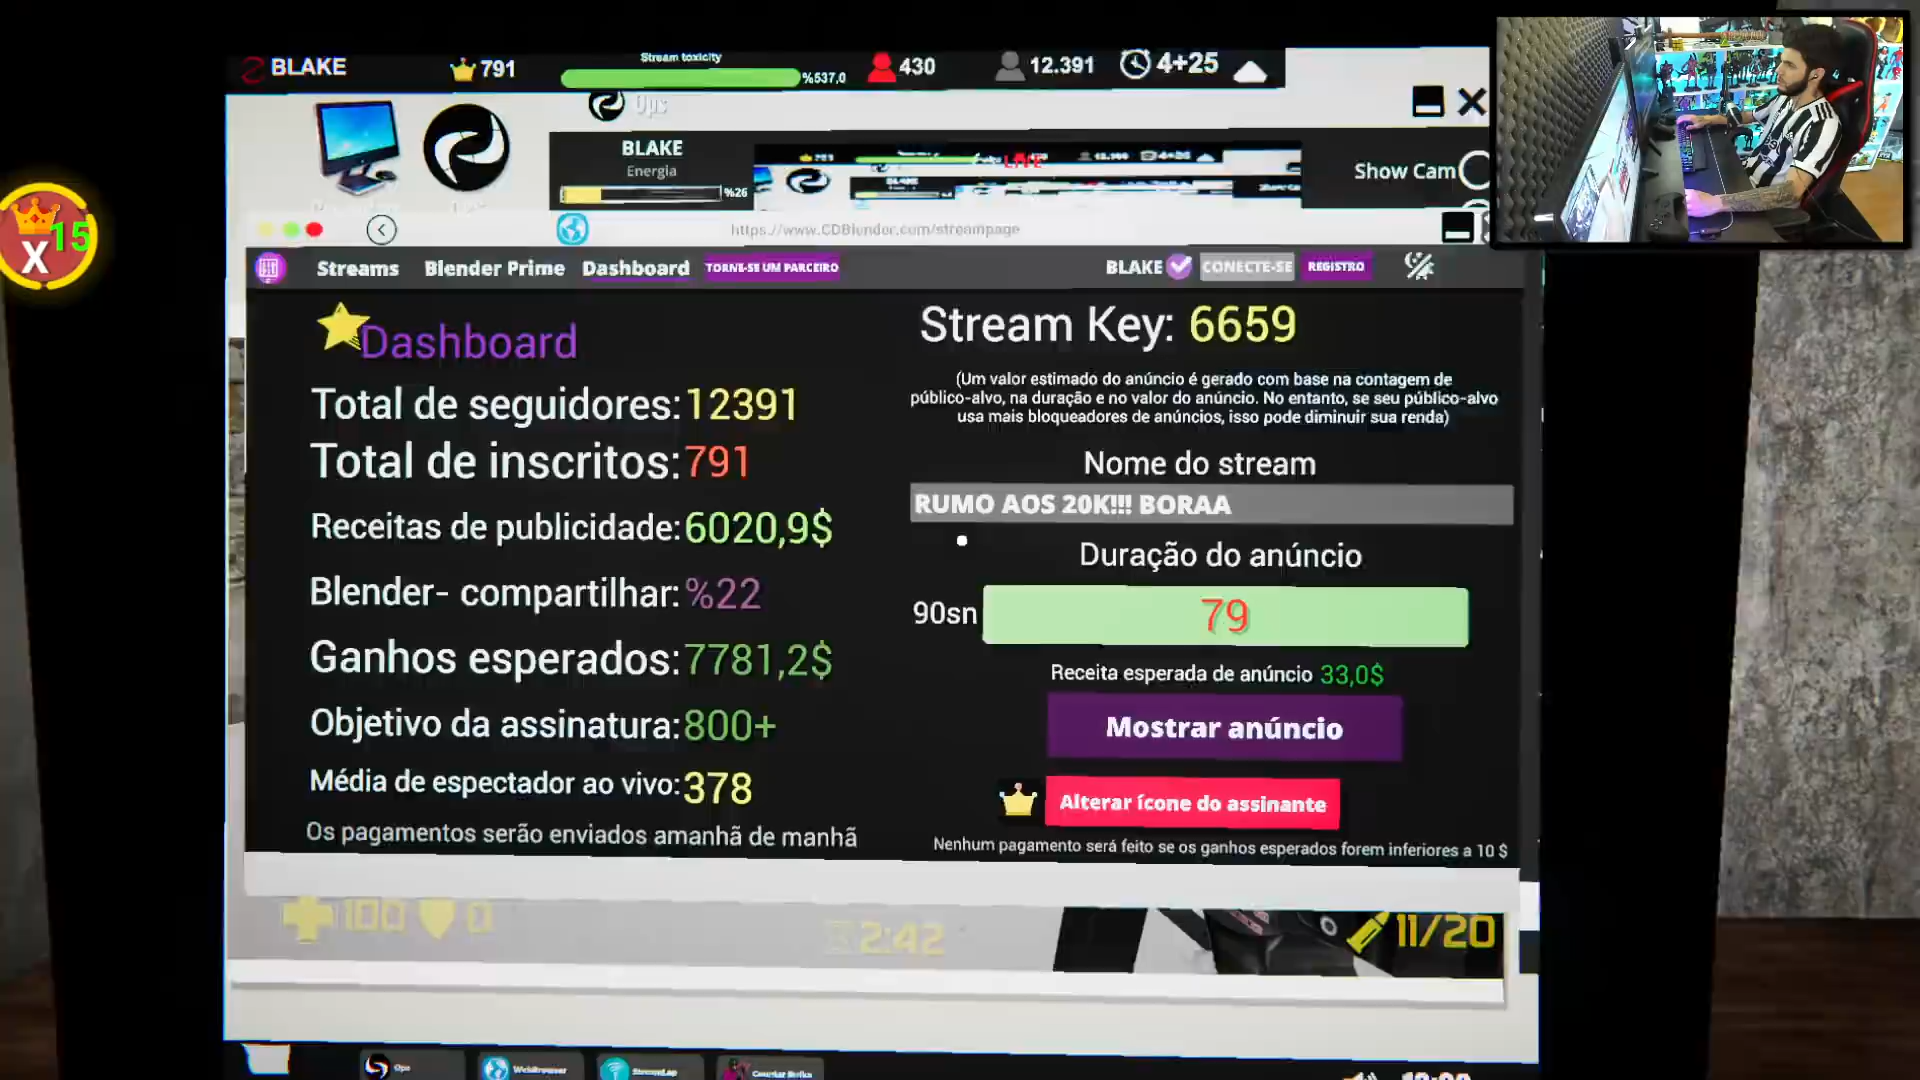 BLAKE 791 Stream toxicity %537,0 430 12.391 4+25
Ops
BLAKE
Energia
%26
LIVE
Show Cam
X 15
https://www.CDBlender.com/streampage
Streams Blender Prime Dashboard TORNE-SE UM PARCEIRO BLAKE CONECTE-SE REGISTRO
Dashboard
Total de seguidores:12391
Total de inscritos:791
Receitas de publicidade:6020,9$
Blender- compartilhar:%22
Ganhos esperados:7781,2$
Objetivo da assinatura:800+
Média de espectador ao vivo:378
Os pagamentos serão enviados amanhã de manhã
Stream Key: 6659
(Um valor estimado do anúncio é gerado com base na contagem de
público-alvo, na duração e no valor do anúncio. No entanto, se seu público-alvo
usa mais bloqueadores de anúncios, isso pode diminuir sua renda)
Nome do stream
RUMO AOS 20K!!! BORAA
Duração do anúncio
90sn 79
Receita esperada de anúncio 33,0$
Mostrar anúncio
Alterar ícone do assinante
Nenhum pagamento será feito se os ganhos esperados forem inferiores a 10 $
100 0 2:42 11/20
Ops WebBrowser